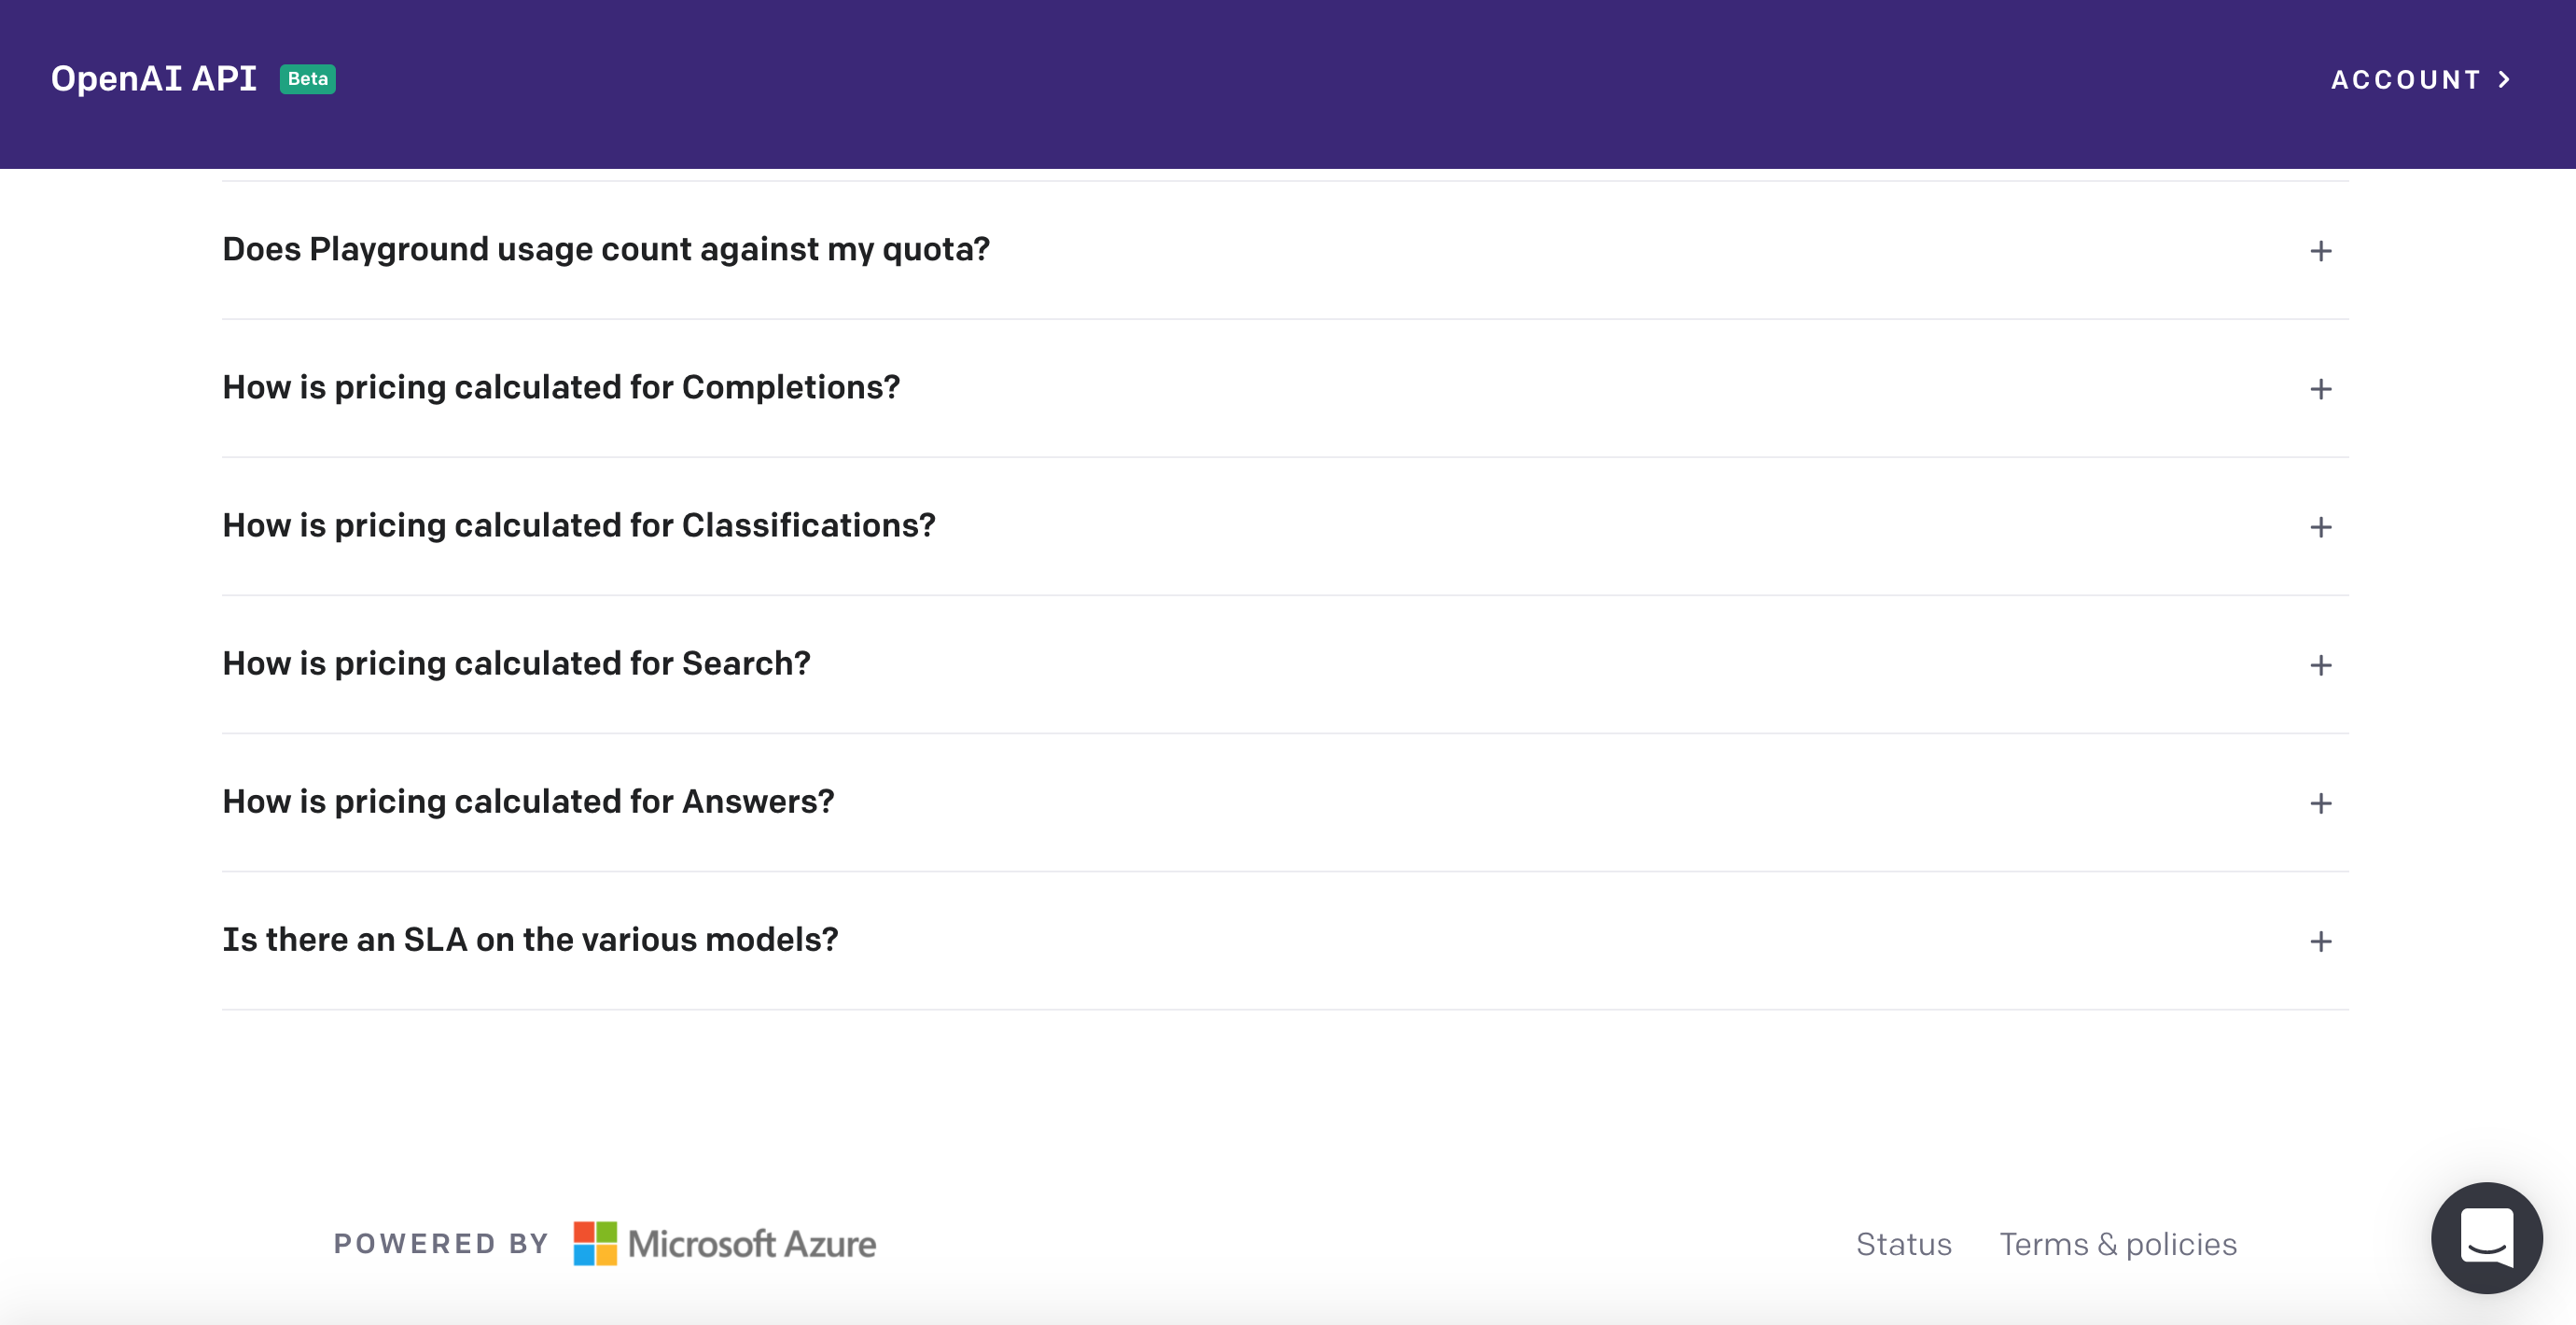 OpenAI API Beta
ACCOUNT
Does Playground usage count against my quota?
How is pricing calculated for Completions?
How is pricing calculated for Classifications?
How is pricing calculated for Search?
How is pricing calculated for Answers?
Is there an SLA on the various models?
POWERED BY Microsoft Azure
Status Terms & policies